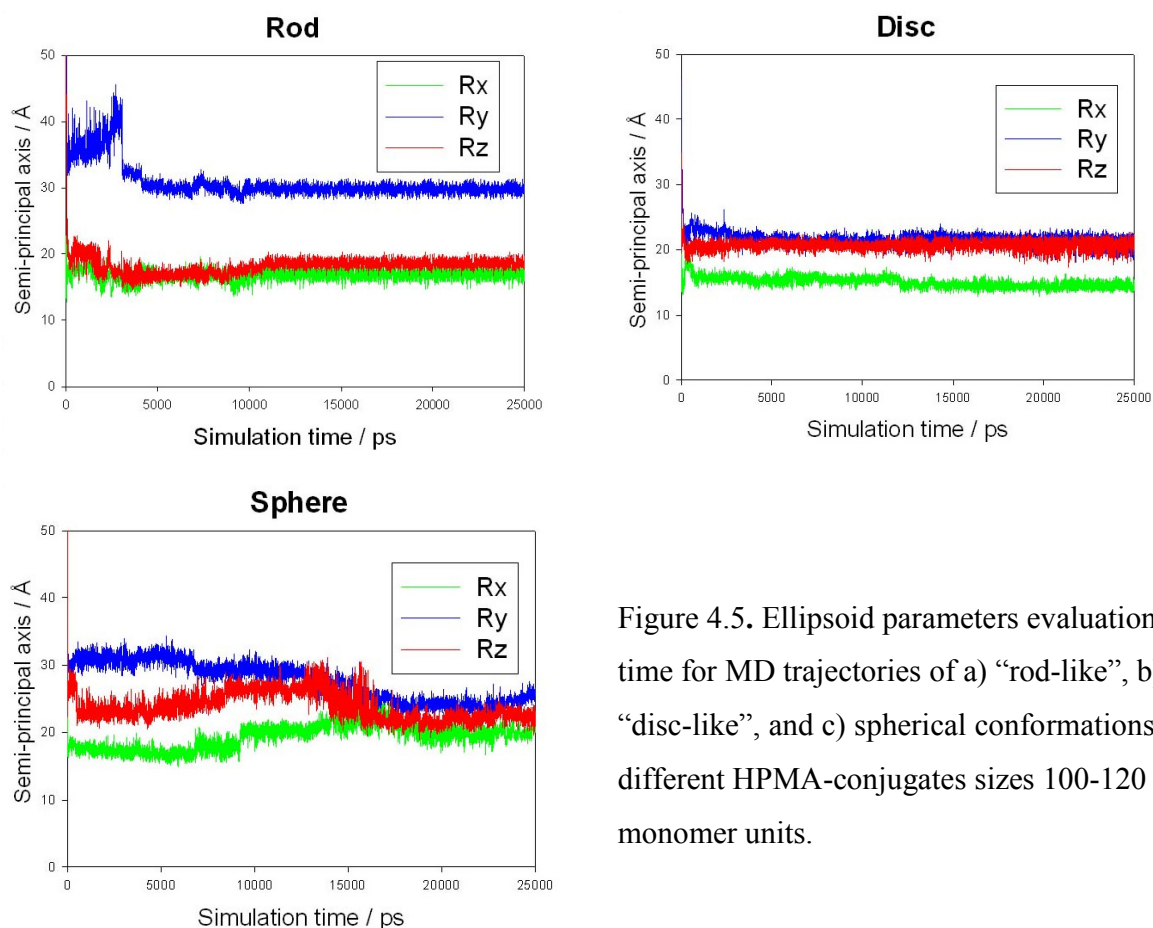 Rod
50
40
30
20
10
0
Semi-principal axis / Å
Rx
Ry
Rz
0 5000 10000 15000 20000 25000
Simulation time / ps
Disc
50
40
30
20
10
0
Semi-principal axis / Å
Rx
Ry
Rz
0 5000 10000 15000 20000 25000
Simulation time / ps
Sphere
50
40
30
20
10
0
Semi-principal axis / Å
Rx
Ry
Rz
0 5000 10000 15000 20000 25000
Simulation time / ps
Figure 4.5. Ellipsoid parameters evaluation
time for MD trajectories of a) “rod-like”, b
“disc-like”, and c) spherical conformations
different HPMA-conjugates sizes 100-120
monomer units.